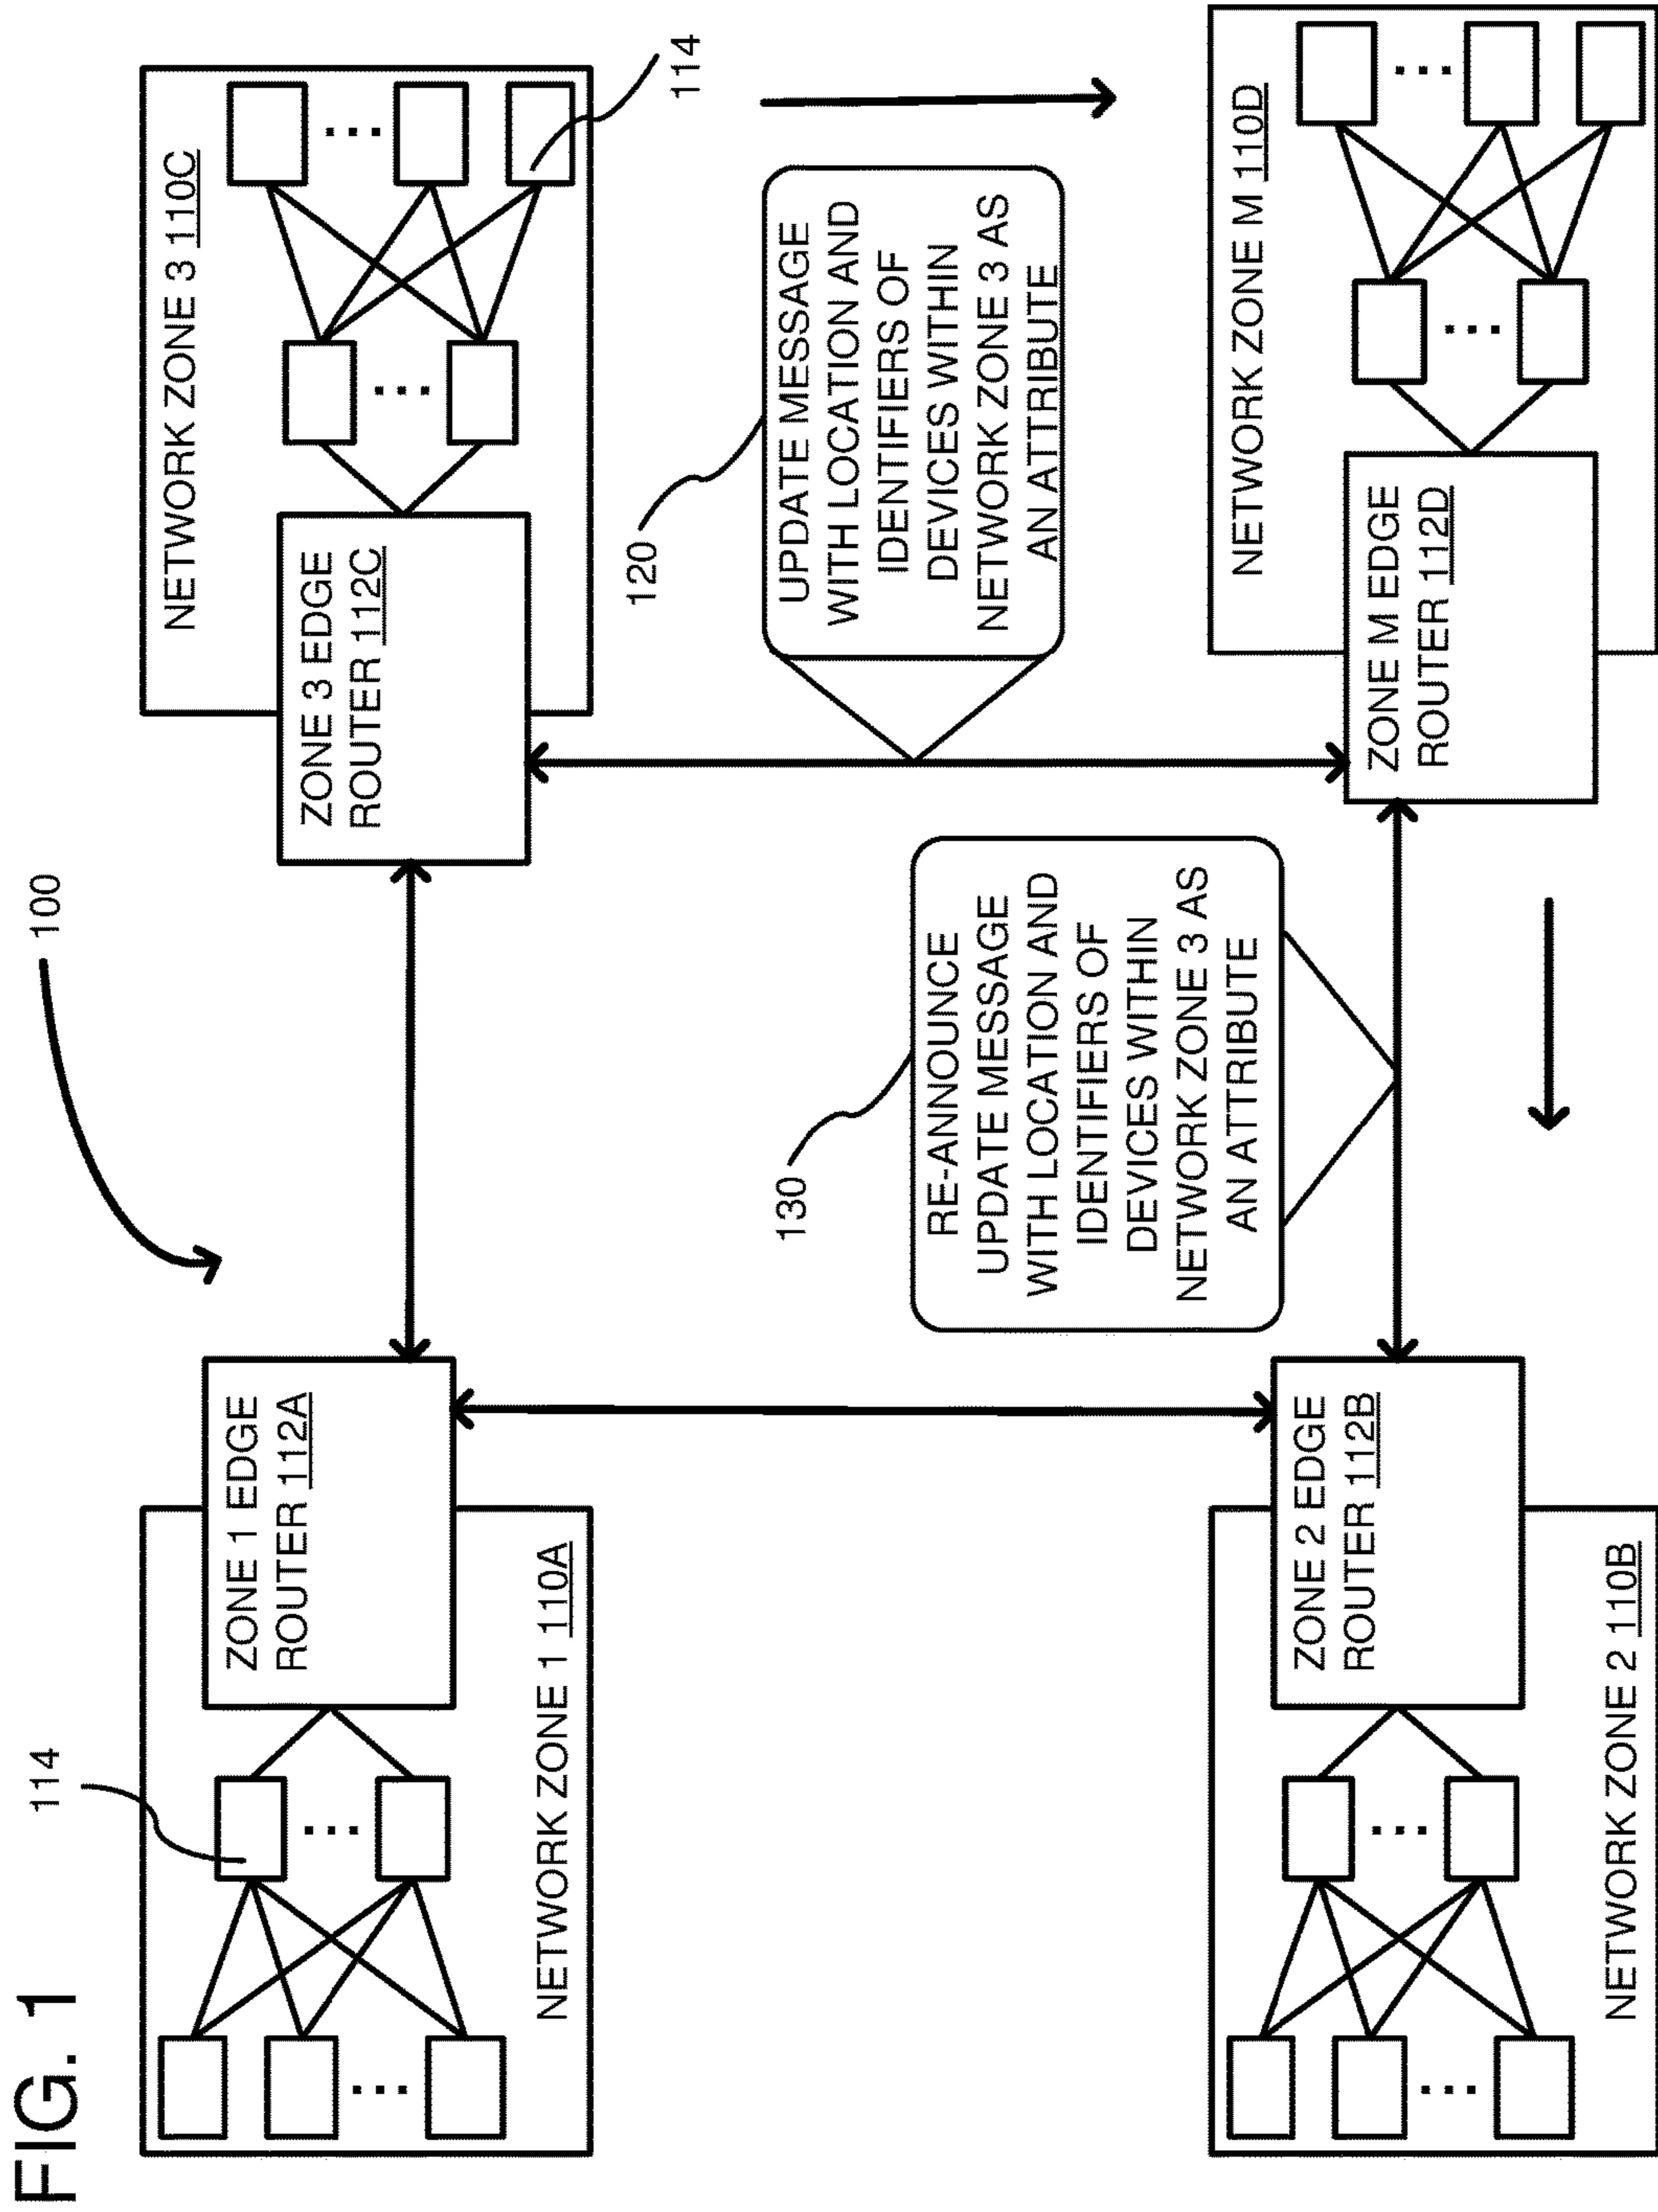 FIG. 1
100
114
ZONE 1 EDGE
ROUTER 112A
NETWORK ZONE 1 110A
NETWORK ZONE 3 110C
ZONE 3 EDGE
ROUTER 112C
114
120
UPDATE MESSAGE
WITH LOCATION AND
IDENTIFIERS OF
DEVICES WITHIN
NETWORK ZONE 3 AS
AN ATTRIBUTE
130
RE-ANNOUNCE
UPDATE MESSAGE
WITH LOCATION AND
IDENTIFIERS OF
DEVICES WITHIN
NETWORK ZONE 3 AS
AN ATTRIBUTE
ZONE 2 EDGE
ROUTER 112B
NETWORK ZONE 2 110B
NETWORK ZONE M 110D
ZONE M EDGE
ROUTER 112D